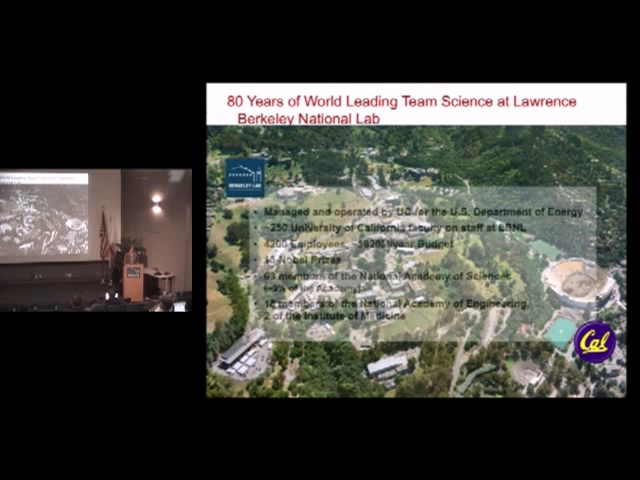 80 Years of World Leading Team Science at Lawrence
Berkeley National Lab
BERKELEY LAB
Managed and operated by UC for the U.S. Department of Energy
~250 University of California faculty on staff at LBNL
4200 Employees, /year Budget
13 Nobel Prizes
63 members of the National Academy of Sciences
(~3% of the Academy)
18 members of the National Academy of Engineering,
2 of the Institute of Medicine
Cal